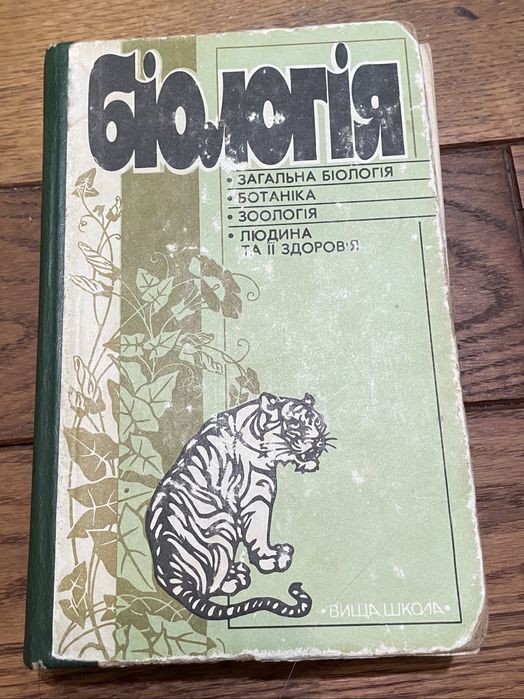 біологія
• ЗАГАЛЬНА БІОЛОГІЯ
• БОТАНІКА
• ЗООЛОГІЯ
• ЛЮДИНА
ТА ЇЇ ЗДОРОВ'Я
• ВИЩА ШКОЛА •